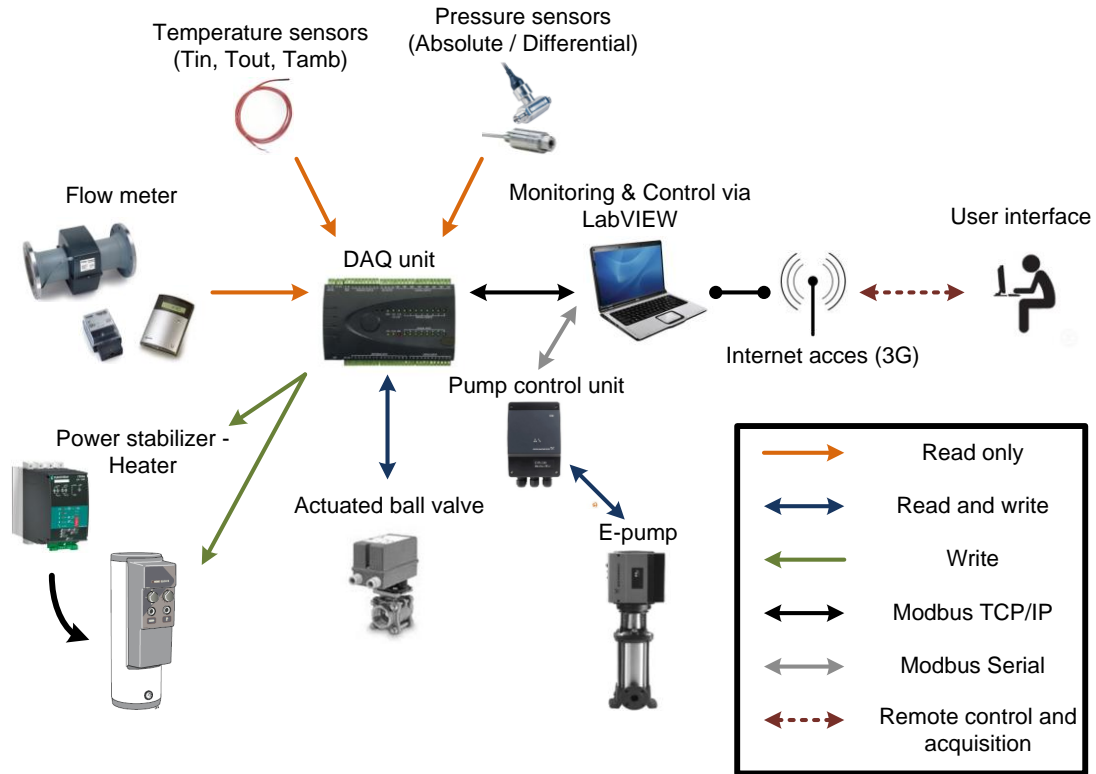 Temperature sensors
(Tin, Tout, Tamb)
Pressure sensors
(Absolute / Differential)
Flow meter
Monitoring & Control via
LabVIEW
User interface
DAQ unit
Internet acces (3G)
Pump control unit
Power stabilizer -
Heater
Actuated ball valve
E-pump
Read only
Read and write
Write
Modbus TCP/IP
Modbus Serial
Remote control and
acquisition